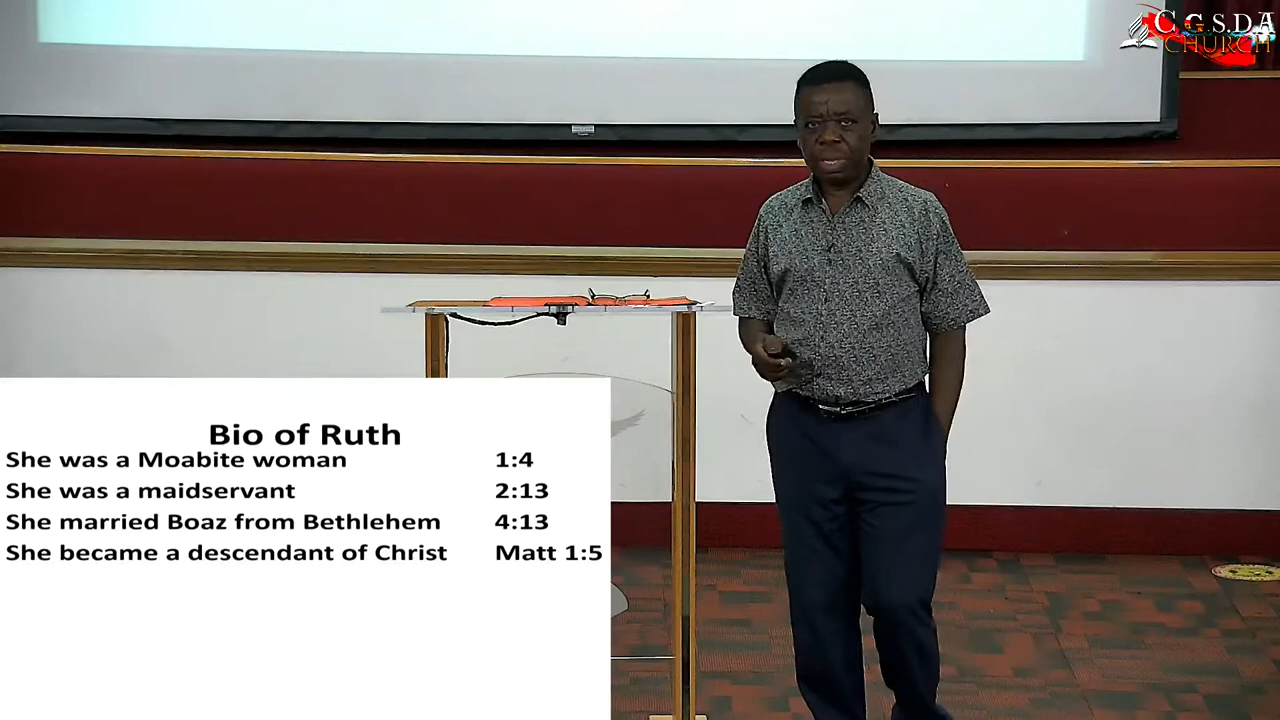 C.G.S.D.A
CHURCH
Bio of Ruth
She was a Moabite woman 1:4
She was a maidservant 2:13
She married Boaz from Bethlehem 4:13
She became a descendant of Christ Matt 1:5